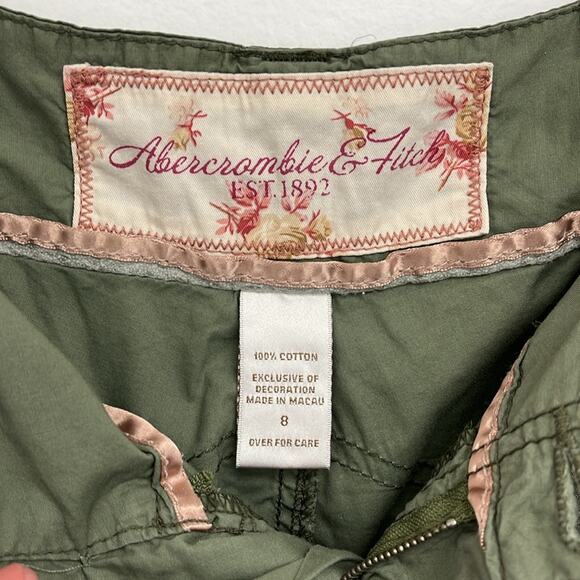 Abercrombie & Fitch
EST. 1892
100% COTTON
EXCLUSIVE OF
DECORATION
MADE IN MACAU
8
OVER FOR CARE